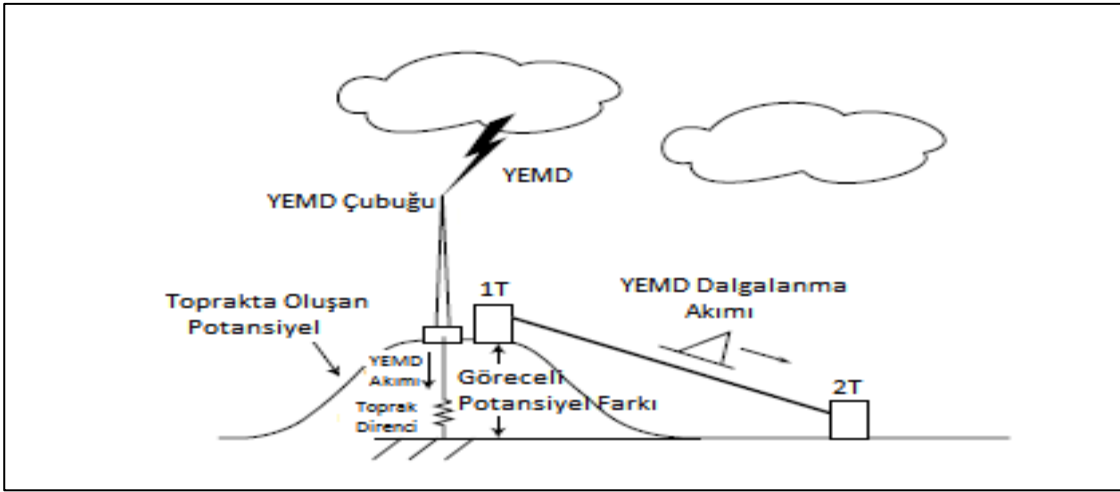 YEMD
YEMD Çubuğu
1T
YEMD Dalgalanma
Akımı
Toprakta Oluşan
Potansiyel
YEMD
Akımı
Göreceli
Potansiyel Farkı
Toprak
Direnci
2T